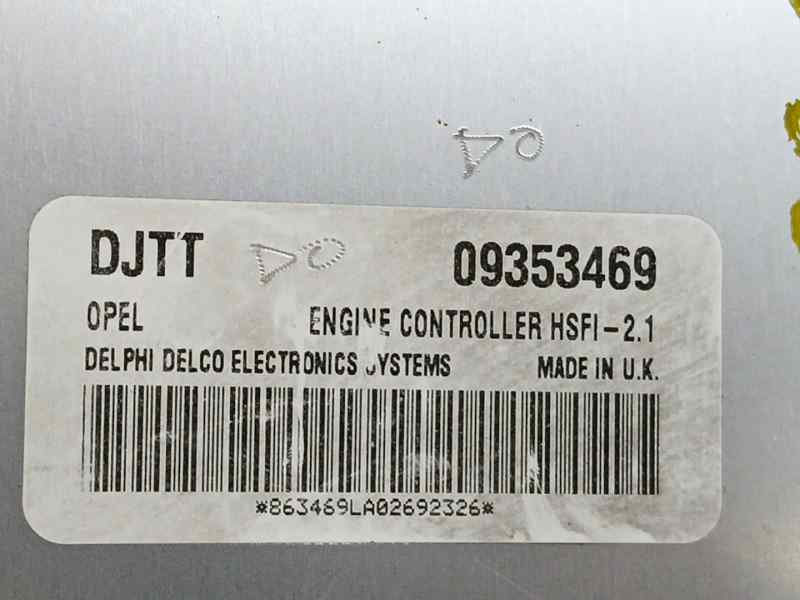 DJTT 09353469
OPEL ENGINE CONTROLLER HSFI-2.1
DELPHI DELCO ELECTRONICS SYSTEMS MADE IN U.K.
*863469LA02692326*